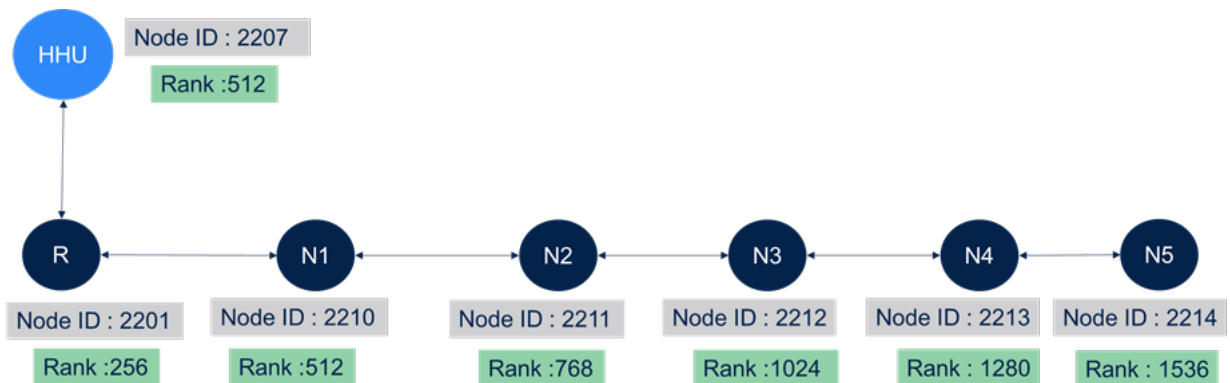 HHU
Node ID : 2207
Rank :512
R
N1
N2
N3
N4
N5
Node ID : 2201
Node ID : 2210
Node ID : 2211
Node ID : 2212
Node ID : 2213
Node ID : 2214
Rank :256
Rank :512
Rank :768
Rank :1024
Rank : 1280
Rank : 1536